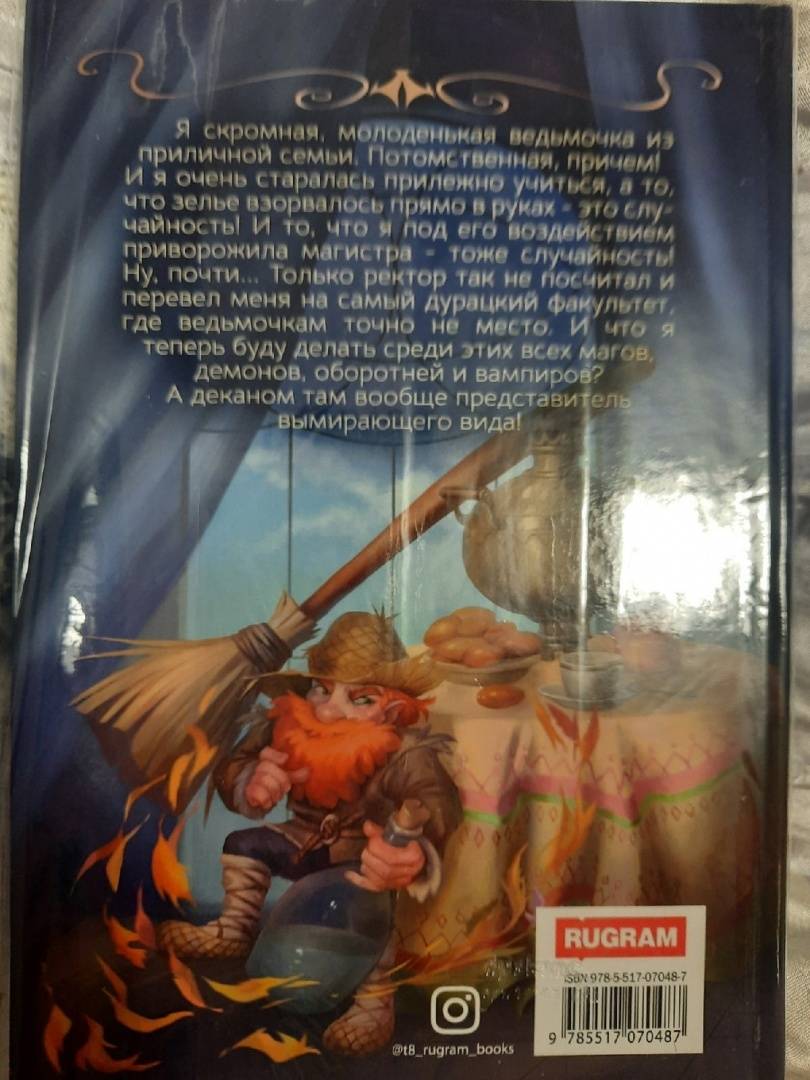 Я скромная, молоденькая ведьмочка из
приличной семьи. Потомственная, причем!
И я очень старалась прилежно учиться, а то,
что зелье взорвалось прямо в руках - это слу-
чайность! И то, что я под его воздействием
приворожила магистра - тоже случайность!
Ну, почти... Только ректор так не посчитал и
перевел меня на самый дурацкий факультет,
где ведьмочкам точно не место. И что я
теперь буду делать среди этих всех магов,
демонов, оборотней и вампиров?
А деканом там вообще представитель
вымирающего вида!
RUGRAM
ISBN 978-5-517-07048-7
9 785517 070487
@t8_rugram_books